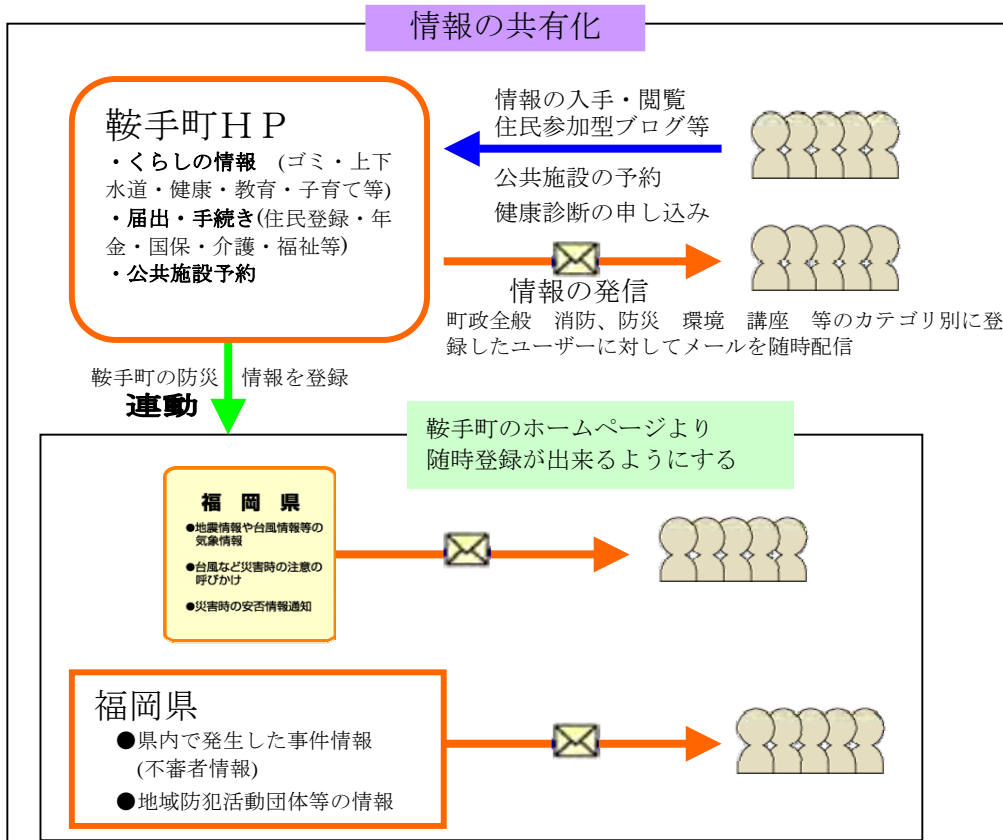 情報の共有化
鞍手町ＨＰ
・くらしの情報　(ゴミ・上下
水道・健康・教育・子育て等)
・届出・手続き(住民登録・年
金・国保・介護・福祉等)
・公共施設予約
情報の入手・閲覧
住民参加型ブログ等
公共施設の予約
健康診断の申し込み
情報の発信
町政全般　消防、防災　環境　講座　等のカテゴリ別に登
録したユーザーに対してメールを随時配信
鞍手町の防災　情報を登録
連動
鞍手町のホームページより
随時登録が出来るようにする
福　岡　県
●地震情報や台風情報等の
気象情報
●台風など災害時の注意の
呼びかけ
●災害時の安否情報通知
福岡県
●県内で発生した事件情報
(不審者情報)
●地域防犯活動団体等の情報